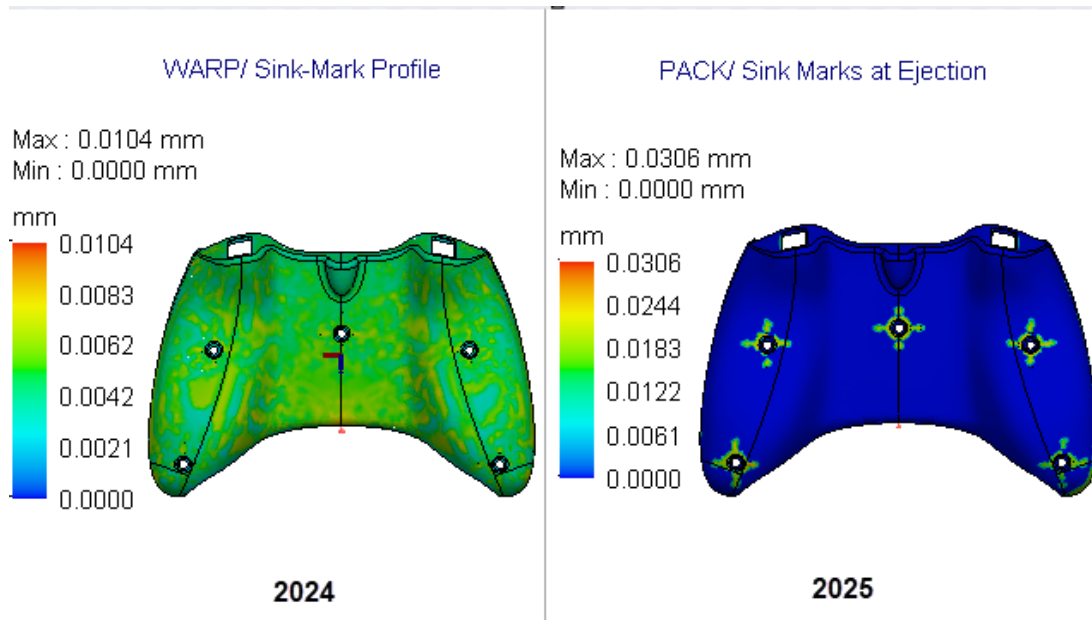 WARP/ Sink-Mark Profile
Max : 0.0104 mm
Min : 0.0000 mm
mm
0.0104
0.0083
0.0062
0.0042
0.0021
0.0000
2024
PACK/ Sink Marks at Ejection
Max : 0.0306 mm
Min : 0.0000 mm
mm
0.0306
0.0244
0.0183
0.0122
0.0061
0.0000
2025